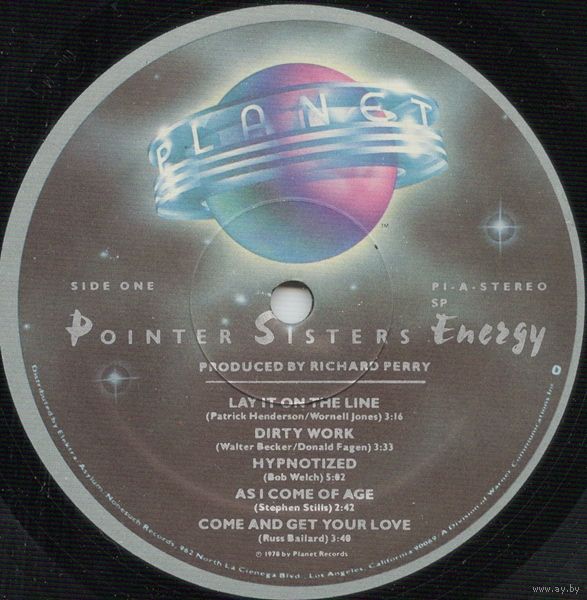 PLANET
TM
SIDE ONE
P1-A-STEREO
SP
POINTER SISTERS Energy
PRODUCED BY RICHARD PERRY
LAY IT ON THE LINE
(Patrick Henderson/Wornell Jones) 3:16
DIRTY WORK
(Walter Becker/Donald Fagen) 3:33
HYPNOTIZED
(Bob Welch) 5:02
AS I COME OF AGE
(Stephen Stills) 2:42
COME AND GET YOUR LOVE
(Russ Ballard) 3:40
© 1978 by Planet Records
Distributed by Elektra Asylum Nonesuch Records, 962 North La Cienega Blvd., Los Angeles, California 90069. A Division of Warner Communications Inc.
www.ay.by